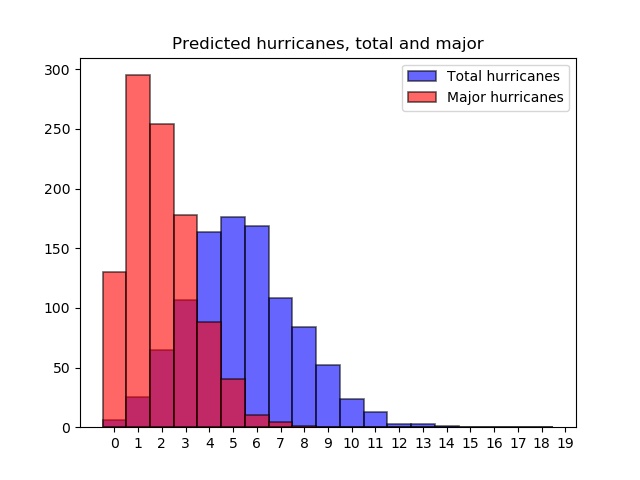 Predicted hurricanes, total and major
Total hurricanes
Major hurricanes
300
250
200
150
100
50
0
0 1 2 3 4 5 6 7 8 9 10 11 12 13 14 15 16 17 18 19